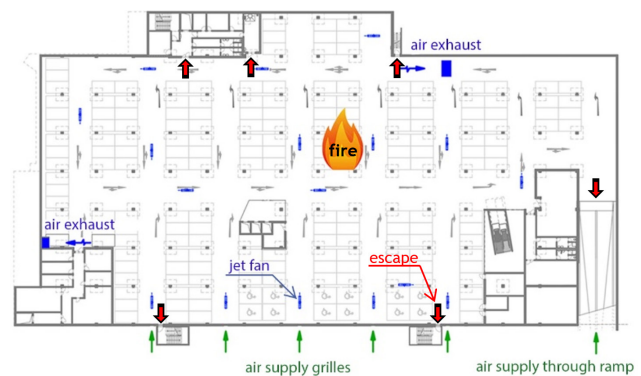 air exhaust
fire
air exhaust
jet fan
escape
air supply grilles
air supply through ramp